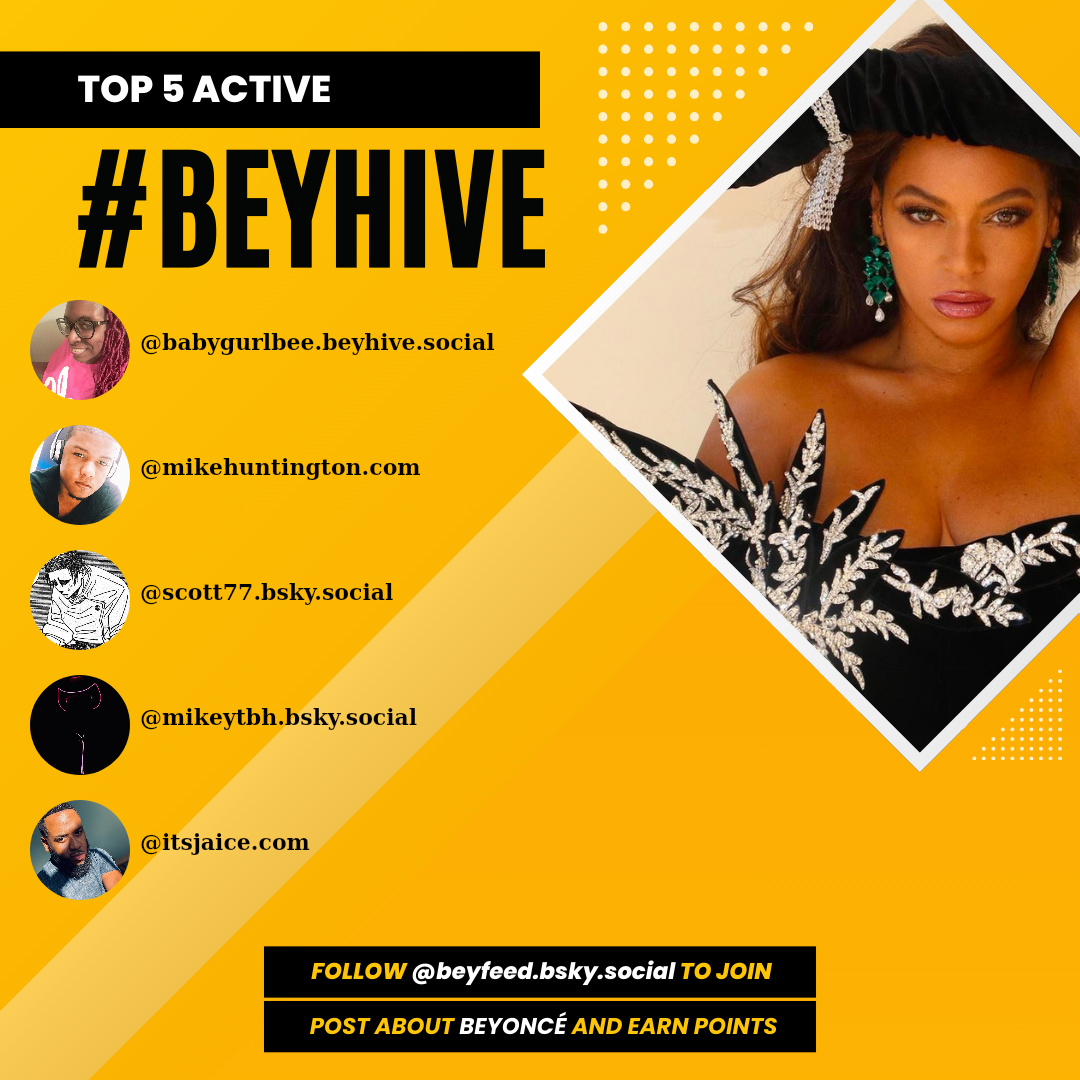 TOP 5 ACTIVE
#BEYHIVE
@babygurlbee.beyhive.social
@mikehuntington.com
@scott77.bsky.social
@mikeytbh.bsky.social
@itsjaice.com
FOLLOW @beyfeed.bsky.social TO JOIN
POST ABOUT BEYONCÉ AND EARN POINTS